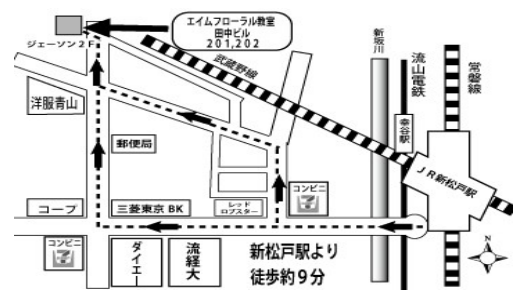 エイムフローラル教室
田中ビル
201,202
ジェーソン2F
武蔵野線
新坂川
流山電鉄
常盤線
洋服青山
幸谷駅
郵便局
JR新松戸駅
コープ
三菱東京BK
レッド
ロブスター
コンビニ
コンビニ
ダイエー
流経大
新松戸駅より
徒歩約9分
N